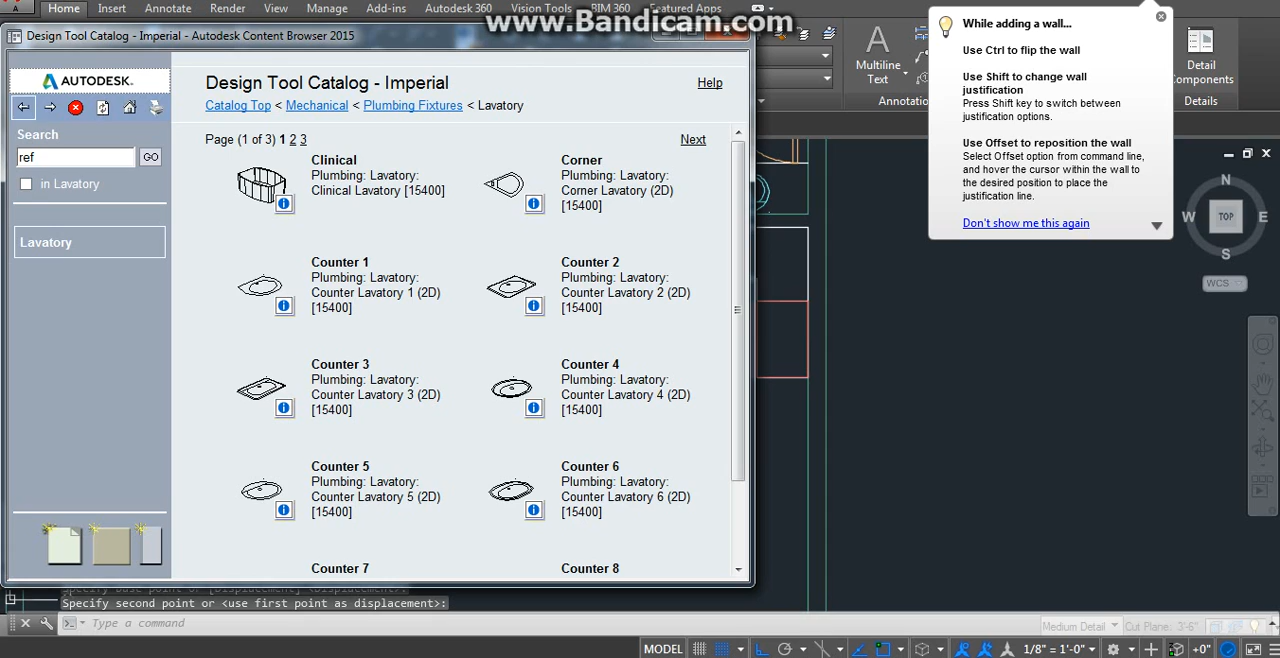 Home Insert Annotate Render View Manage Add-ins Autodesk 360 Vision Tools BIM 360 Featured Apps
www.Bandicam.com
Design Tool Catalog - Imperial - Autodesk Content Browser 2015
AUTODESK.
Search
ref
GO
in Lavatory
Lavatory
Design Tool Catalog - Imperial
Help
Catalog Top < Mechanical < Plumbing Fixtures < Lavatory
Page (1 of 3) 1 2 3
Next
Clinical
Plumbing: Lavatory:
Clinical Lavatory [15400]
Corner
Plumbing: Lavatory:
Corner Lavatory (2D)
[15400]
Counter 1
Plumbing: Lavatory:
Counter Lavatory 1 (2D)
[15400]
Counter 2
Plumbing: Lavatory:
Counter Lavatory 2 (2D)
[15400]
Counter 3
Plumbing: Lavatory:
Counter Lavatory 3 (2D)
[15400]
Counter 4
Plumbing: Lavatory:
Counter Lavatory 4 (2D)
[15400]
Counter 5
Plumbing: Lavatory:
Counter Lavatory 5 (2D)
[15400]
Counter 6
Plumbing: Lavatory:
Counter Lavatory 6 (2D)
[15400]
Counter 7
Counter 8
A
Multiline
Text
Annotatio
While adding a wall...
Use Ctrl to flip the wall
Use Shift to change wall
justification
Press Shift key to switch between
justification options.
Use Offset to reposition the wall
Select Offset option from command line,
and hover the cursor within the wall to
the desired position to place the
justification line.
Don't show me this again
Detail
Components
Details
N
W
TOP
E
S
WCS
Specify base point or [Displacement] <Displacement>:
Specify second point or <use first point as displacement>:
Type a command
Medium Detail
Cut Plane: 3'-6"
MODEL
1/8" = 1'-0"
+0"